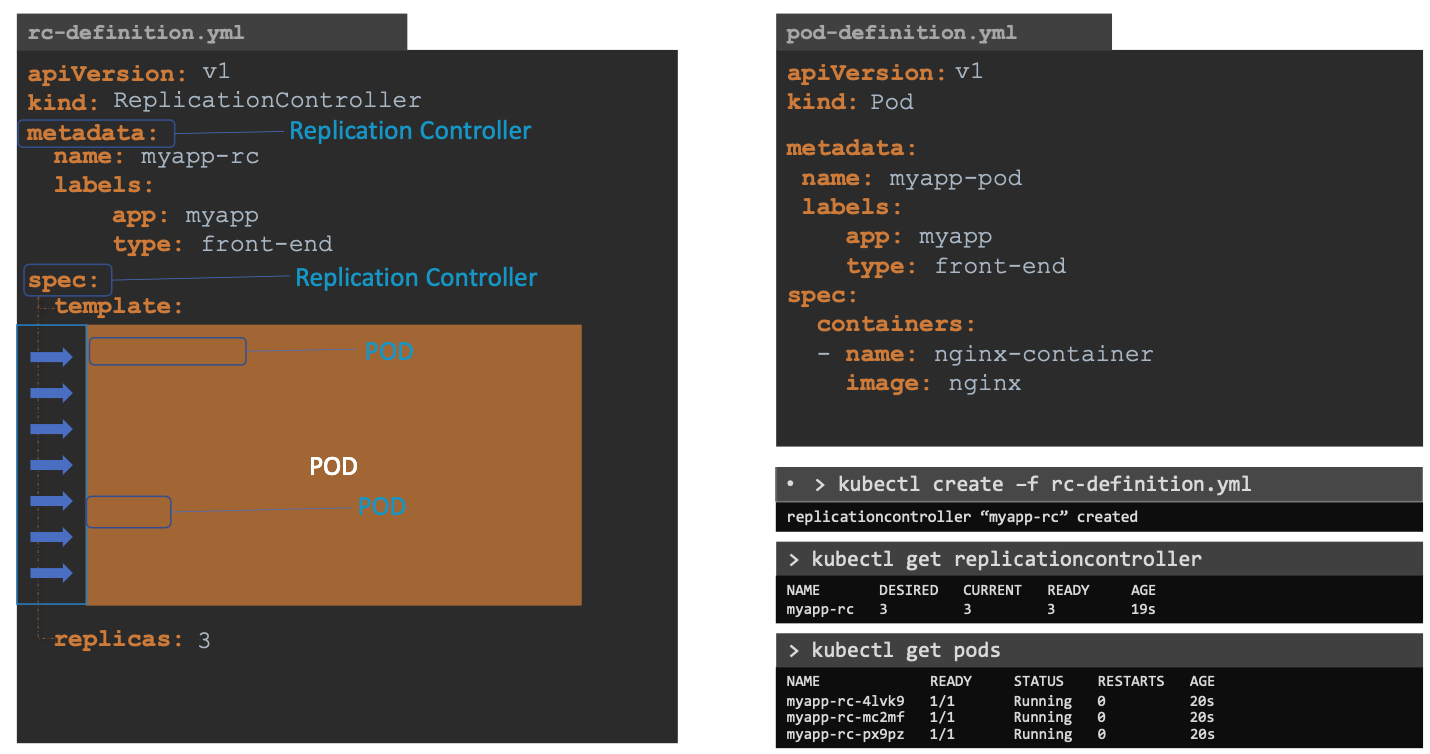 rc-definition.yml
apiVersion: v1
kind: ReplicationController
metadata: Replication Controller
name: myapp-rc
labels:
app: myapp
type: front-end
spec: Replication Controller
template:
POD
POD
POD
replicas: 3
pod-definition.yml
apiVersion: v1
kind: Pod
metadata:
name: myapp-pod
labels:
app: myapp
type: front-end
spec:
containers:
- name: nginx-container
image: nginx
• > kubectl create –f rc-definition.yml
replicationcontroller “myapp-rc” created
> kubectl get replicationcontroller
NAME DESIRED CURRENT READY AGE
myapp-rc 3 3 3 19s
> kubectl get pods
NAME READY STATUS RESTARTS AGE
myapp-rc-4lvk9 1/1 Running 0 20s
myapp-rc-mc2mf 1/1 Running 0 20s
myapp-rc-px9pz 1/1 Running 0 20s